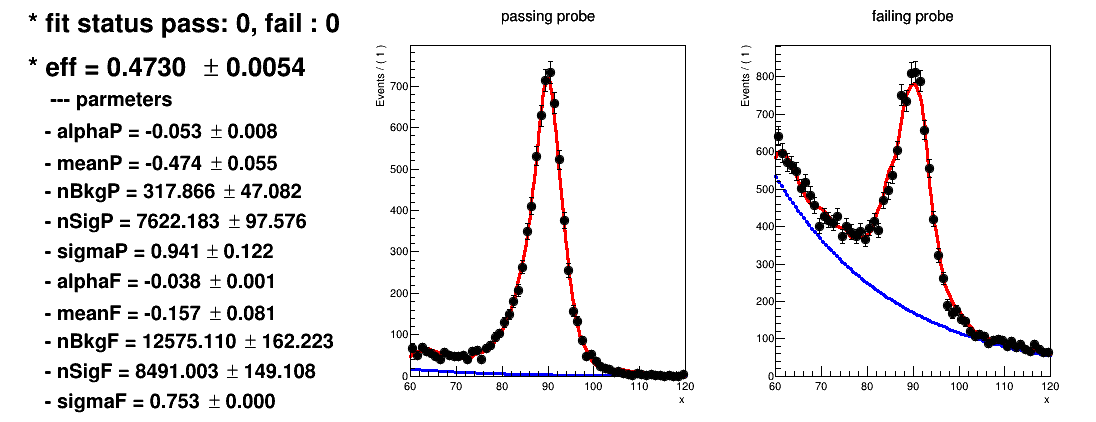 * fit status pass: 0, fail : 0
* eff = 0.4730 ± 0.0054
--- parmeters
- alphaP = -0.053 ± 0.008
- meanP = -0.474 ± 0.055
- nBkgP = 317.866 ± 47.082
- nSigP = 7622.183 ± 97.576
- sigmaP = 0.941 ± 0.122
- alphaF = -0.038 ± 0.001
- meanF = -0.157 ± 0.081
- nBkgF = 12575.110 ± 162.223
- nSigF = 8491.003 ± 149.108
- sigmaF = 0.753 ± 0.000
passing probe
Events / ( 1 )
700
600
500
400
300
200
100
0
60 70 80 90 100 110 120
x
failing probe
Events / ( 1 )
800
700
600
500
400
300
200
100
0
60 70 80 90 100 110 120
x